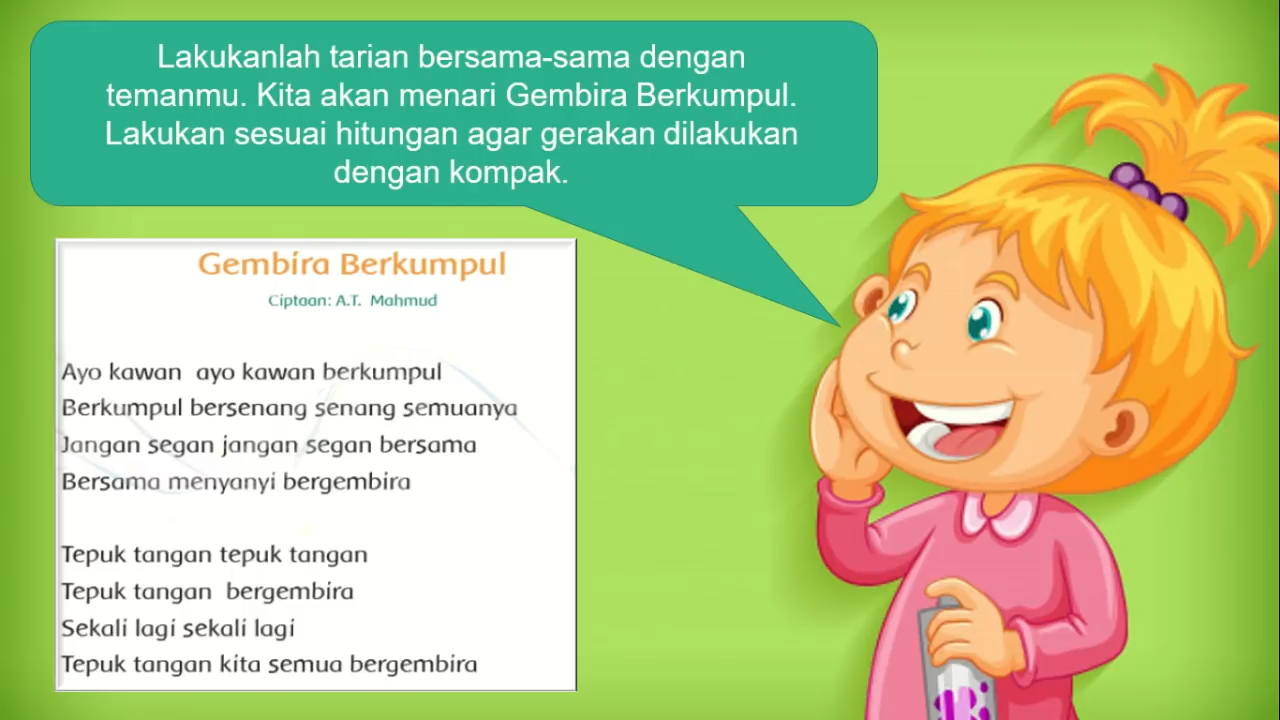 Lakukanlah tarian bersama-sama dengan
temanmu. Kita akan menari Gembira Berkumpul.
Lakukan sesuai hitungan agar gerakan dilakukan
dengan kompak.
Gembira Berkumpul
Ciptaan: A.T. Mahmud
Ayo kawan ayo kawan berkumpul
Berkumpul bersenang senang semuanya
Jangan segan jangan segan bersama
Bersama menyanyi bergembira
Tepuk tangan tepuk tangan
Tepuk tangan bergembira
Sekali lagi sekali lagi
Tepuk tangan kita semua bergembira